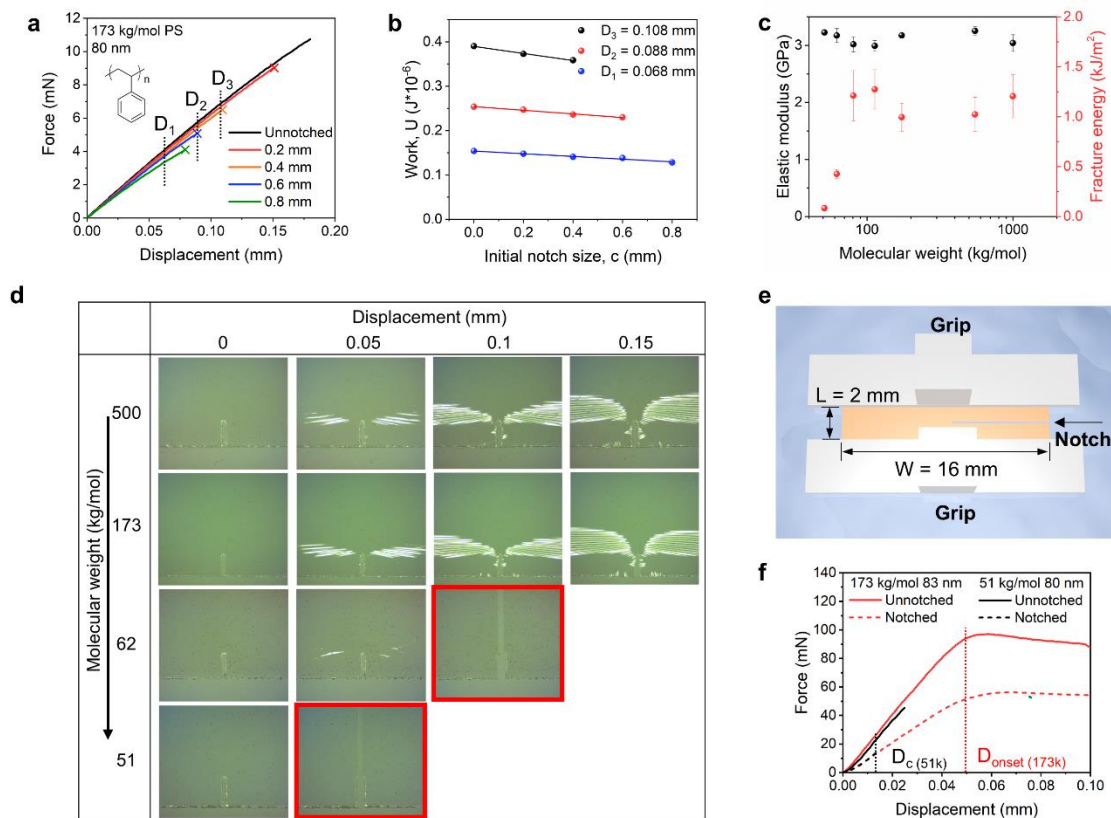 a
173 kg/mol PS
80 nm
n
D1
D2
D3
Unnotched
0.2 mm
0.4 mm
0.6 mm
0.8 mm
Force (mN)
12
10
8
6
4
2
0
0.00 0.05 0.10 0.15 0.20
Displacement (mm)
b
D3 = 0.108 mm
D2 = 0.088 mm
D1 = 0.068 mm
Work, U (J*10-6)
0.4
0.3
0.2
0.1
0.0
0.0 0.2 0.4 0.6 0.8
Initial notch size, c (mm)
c
Elastic modulus (GPa)
3
2
1
0
2.0
1.5
1.0
0.5
0.0
Fracture energy (kJ/m2)
100 1000
Molecular weight (kg/mol)
d
Displacement (mm)
0 0.05 0.1 0.15
Molecular weight (kg/mol)
500
173
62
51
e
Grip
L = 2 mm
Notch
W = 16 mm
Grip
f
173 kg/mol 83 nm 51 kg/mol 80 nm
Unnotched Unnotched
Notched Notched
Force (mN)
140
120
100
80
60
40
20
0
Dc (51k)
Donset (173k)
0.00 0.02 0.04 0.06 0.08 0.10
Displacement (mm)